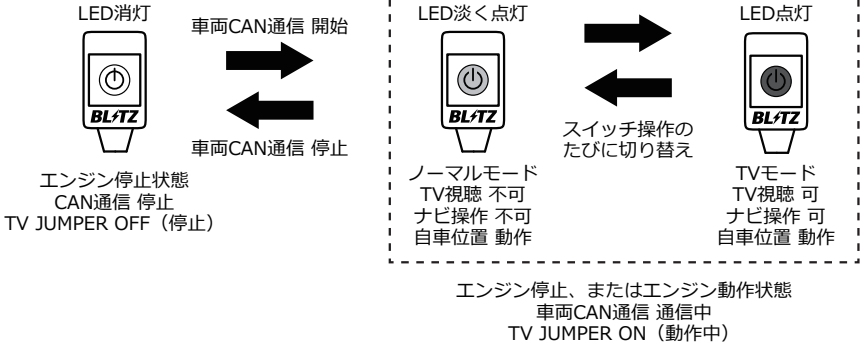 LED消灯
車両CAN通信 開始
車両CAN通信 停止
BLITZ
エンジン停止状態
CAN通信 停止
TV JUMPER OFF（停止）
LED淡く点灯
BLITZ
ノーマルモード
TV視聴 不可
ナビ操作 不可
自車位置 動作
スイッチ操作の
たびに切り替え
LED点灯
BLITZ
TVモード
TV視聴 可
ナビ操作 可
自車位置 動作
エンジン停止、またはエンジン動作状態
車両CAN通信 通信中
TV JUMPER ON（動作中）